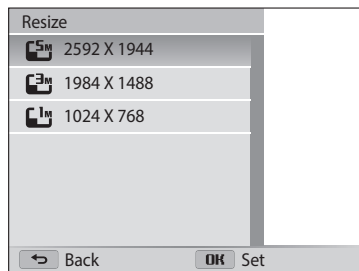 Resize
5M 2592 X 1944
3M 1984 X 1488
1M 1024 X 768
Back OK Set